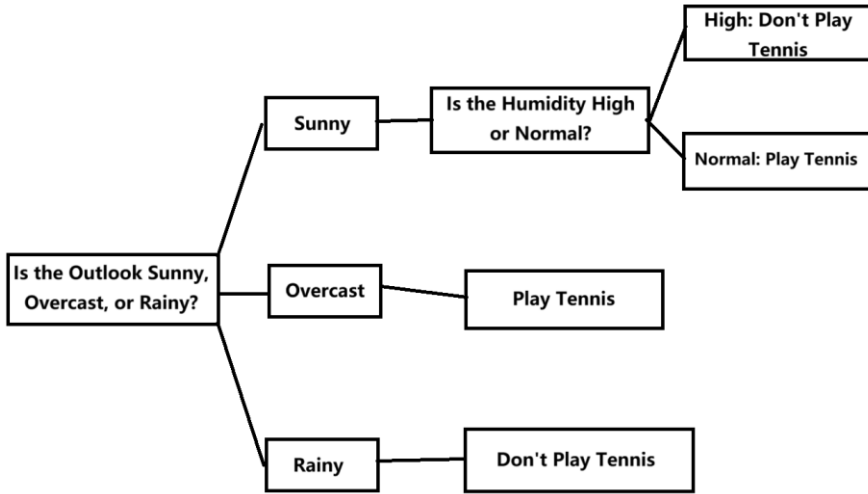 High: Don't Play
Tennis
Sunny
Is the Humidity High
or Normal?
Normal: Play Tennis
Is the Outlook Sunny,
Overcast, or Rainy?
Overcast
Play Tennis
Rainy
Don't Play Tennis